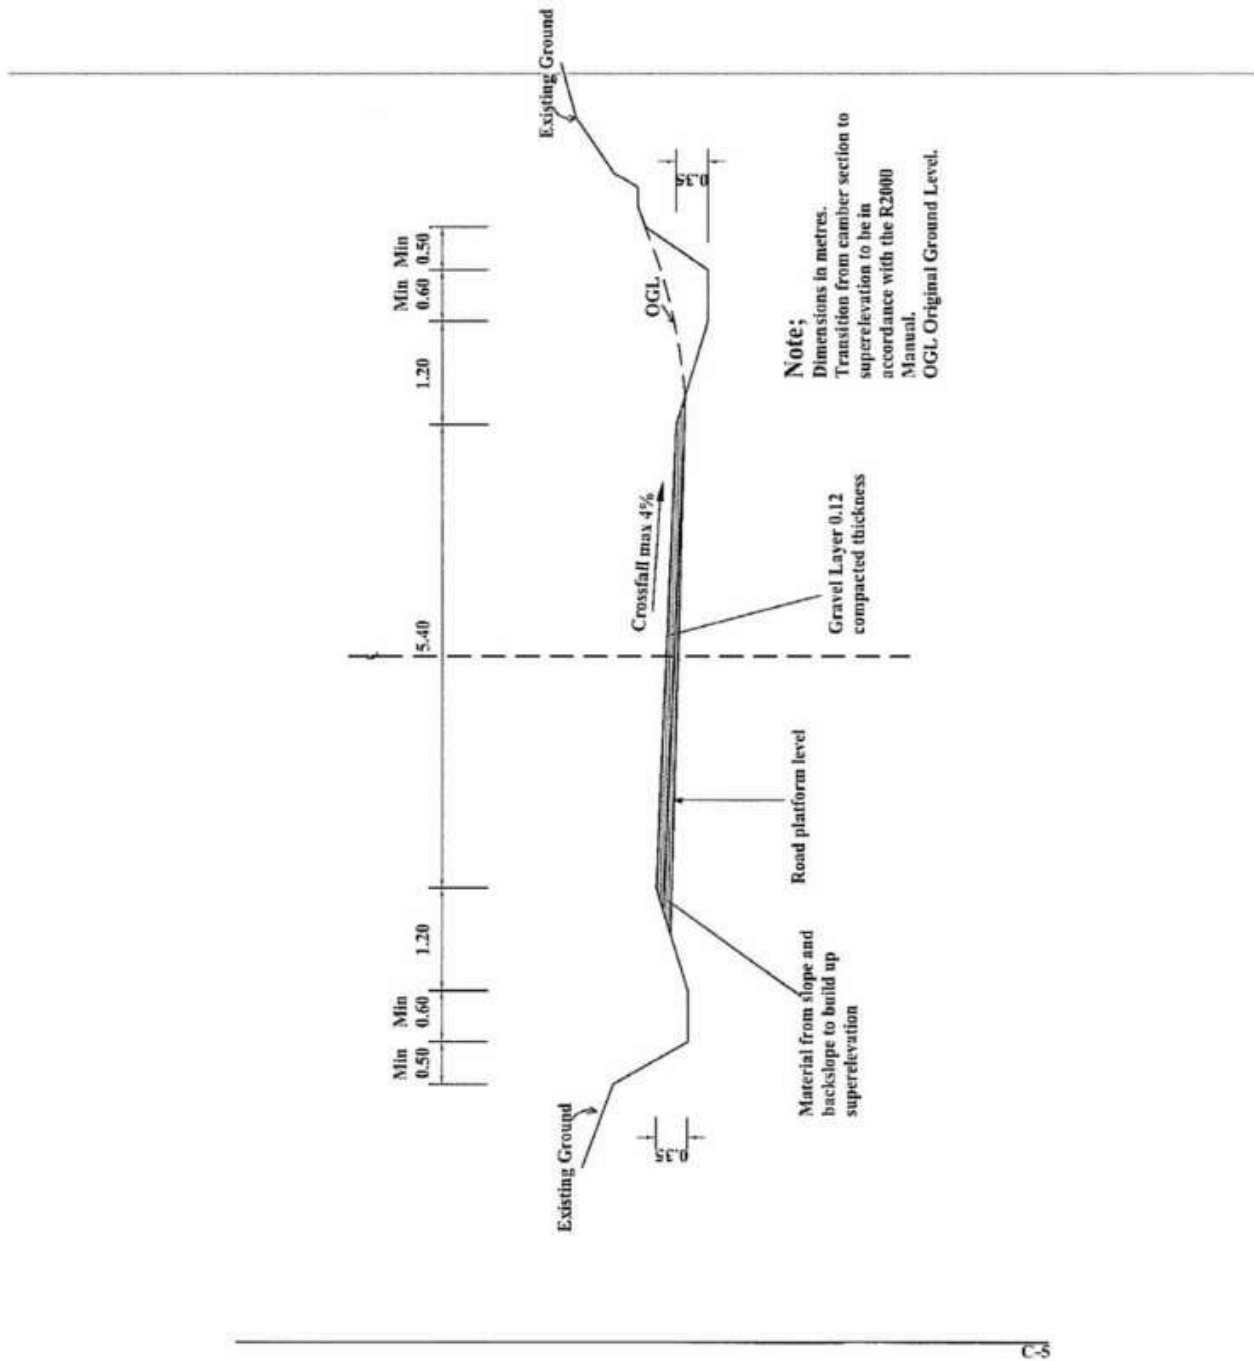 Existing Ground
Existing Ground
Min
0.50
Min
0.60
1.20
5.40
1.20
Min
0.60
Min
0.50
0.35
0.35
OGL
Crossfall max 4%
Material from slope and
backslope to build up
superelevation
Road platform level
Gravel Layer 0.12
compacted thickness
Note;
Dimensions in metres.
Transition from camber section to
superelevation to be in
accordance with the R2000
Manual.
OGL Original Ground Level.
C-5